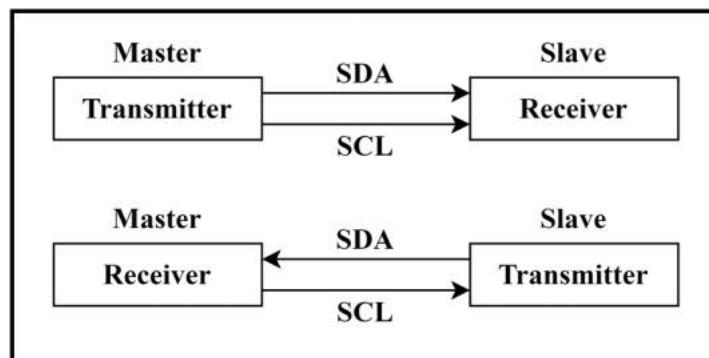 Master Slave
SDA
Transmitter Receiver
SCL
Master Slave
SDA
Receiver Transmitter
SCL